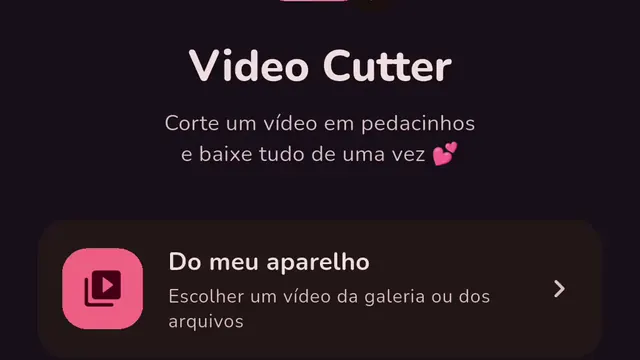 Video Cutter
Corte um vídeo em pedacinhos
e baixe tudo de uma vez 💕
Do meu aparelho
Escolher um vídeo da galeria ou dos
arquivos